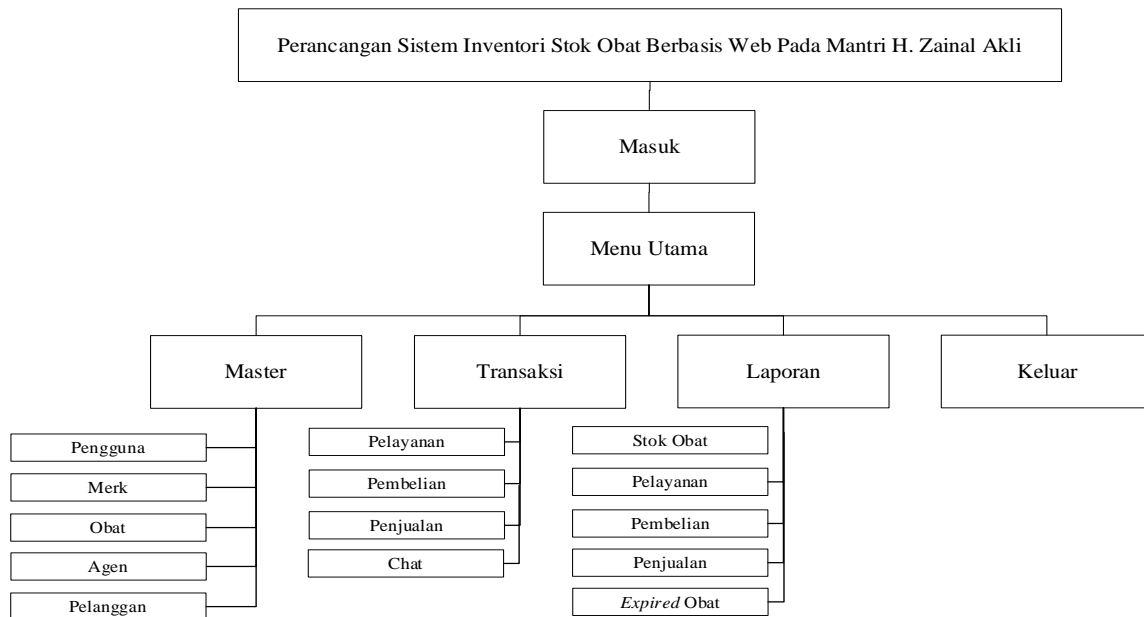 Perancangan Sistem Inventori Stok Obat Berbasis Web Pada Mantri H. Zainal Akli
Masuk
Menu Utama
Master
Transaksi
Laporan
Keluar
Pengguna
Merk
Obat
Agen
Pelanggan
Pelayanan
Pembelian
Penjualan
Chat
Stok Obat
Pelayanan
Pembelian
Penjualan
Expired Obat